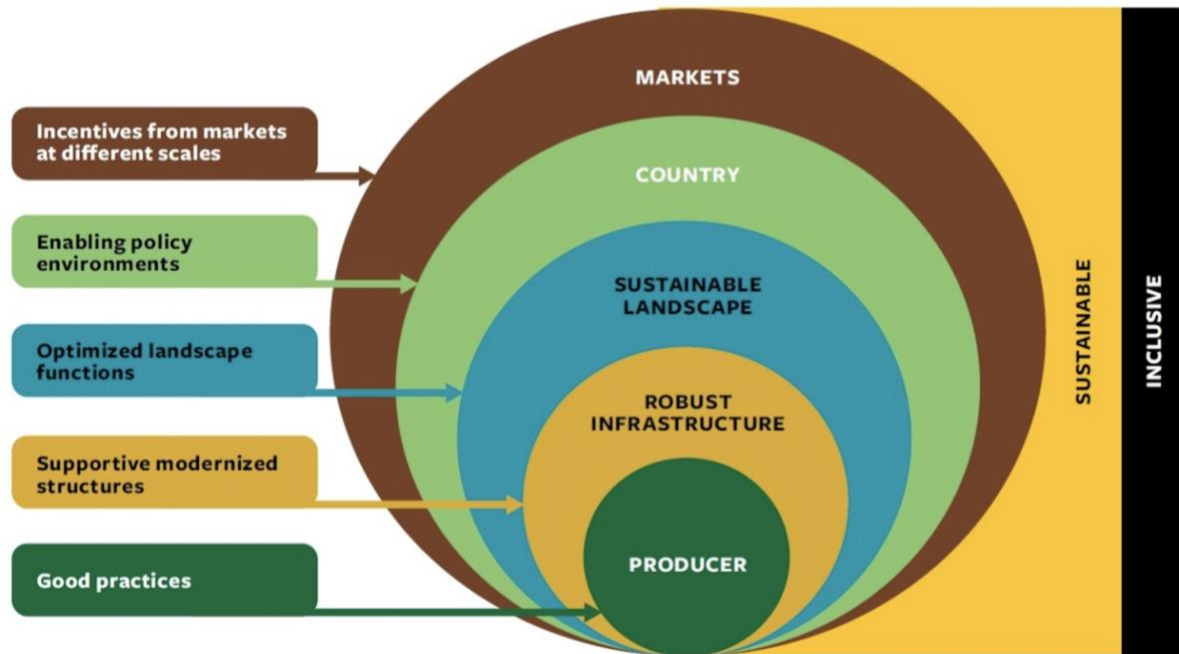 MARKETS
Incentives from markets
at different scales
COUNTRY
Enabling policy
environments
SUSTAINABLE
LANDSCAPE
Optimized landscape
functions
ROBUST
INFRASTRUCTURE
Supportive modernized
structures
PRODUCER
Good practices
SUSTAINABLE
INCLUSIVE